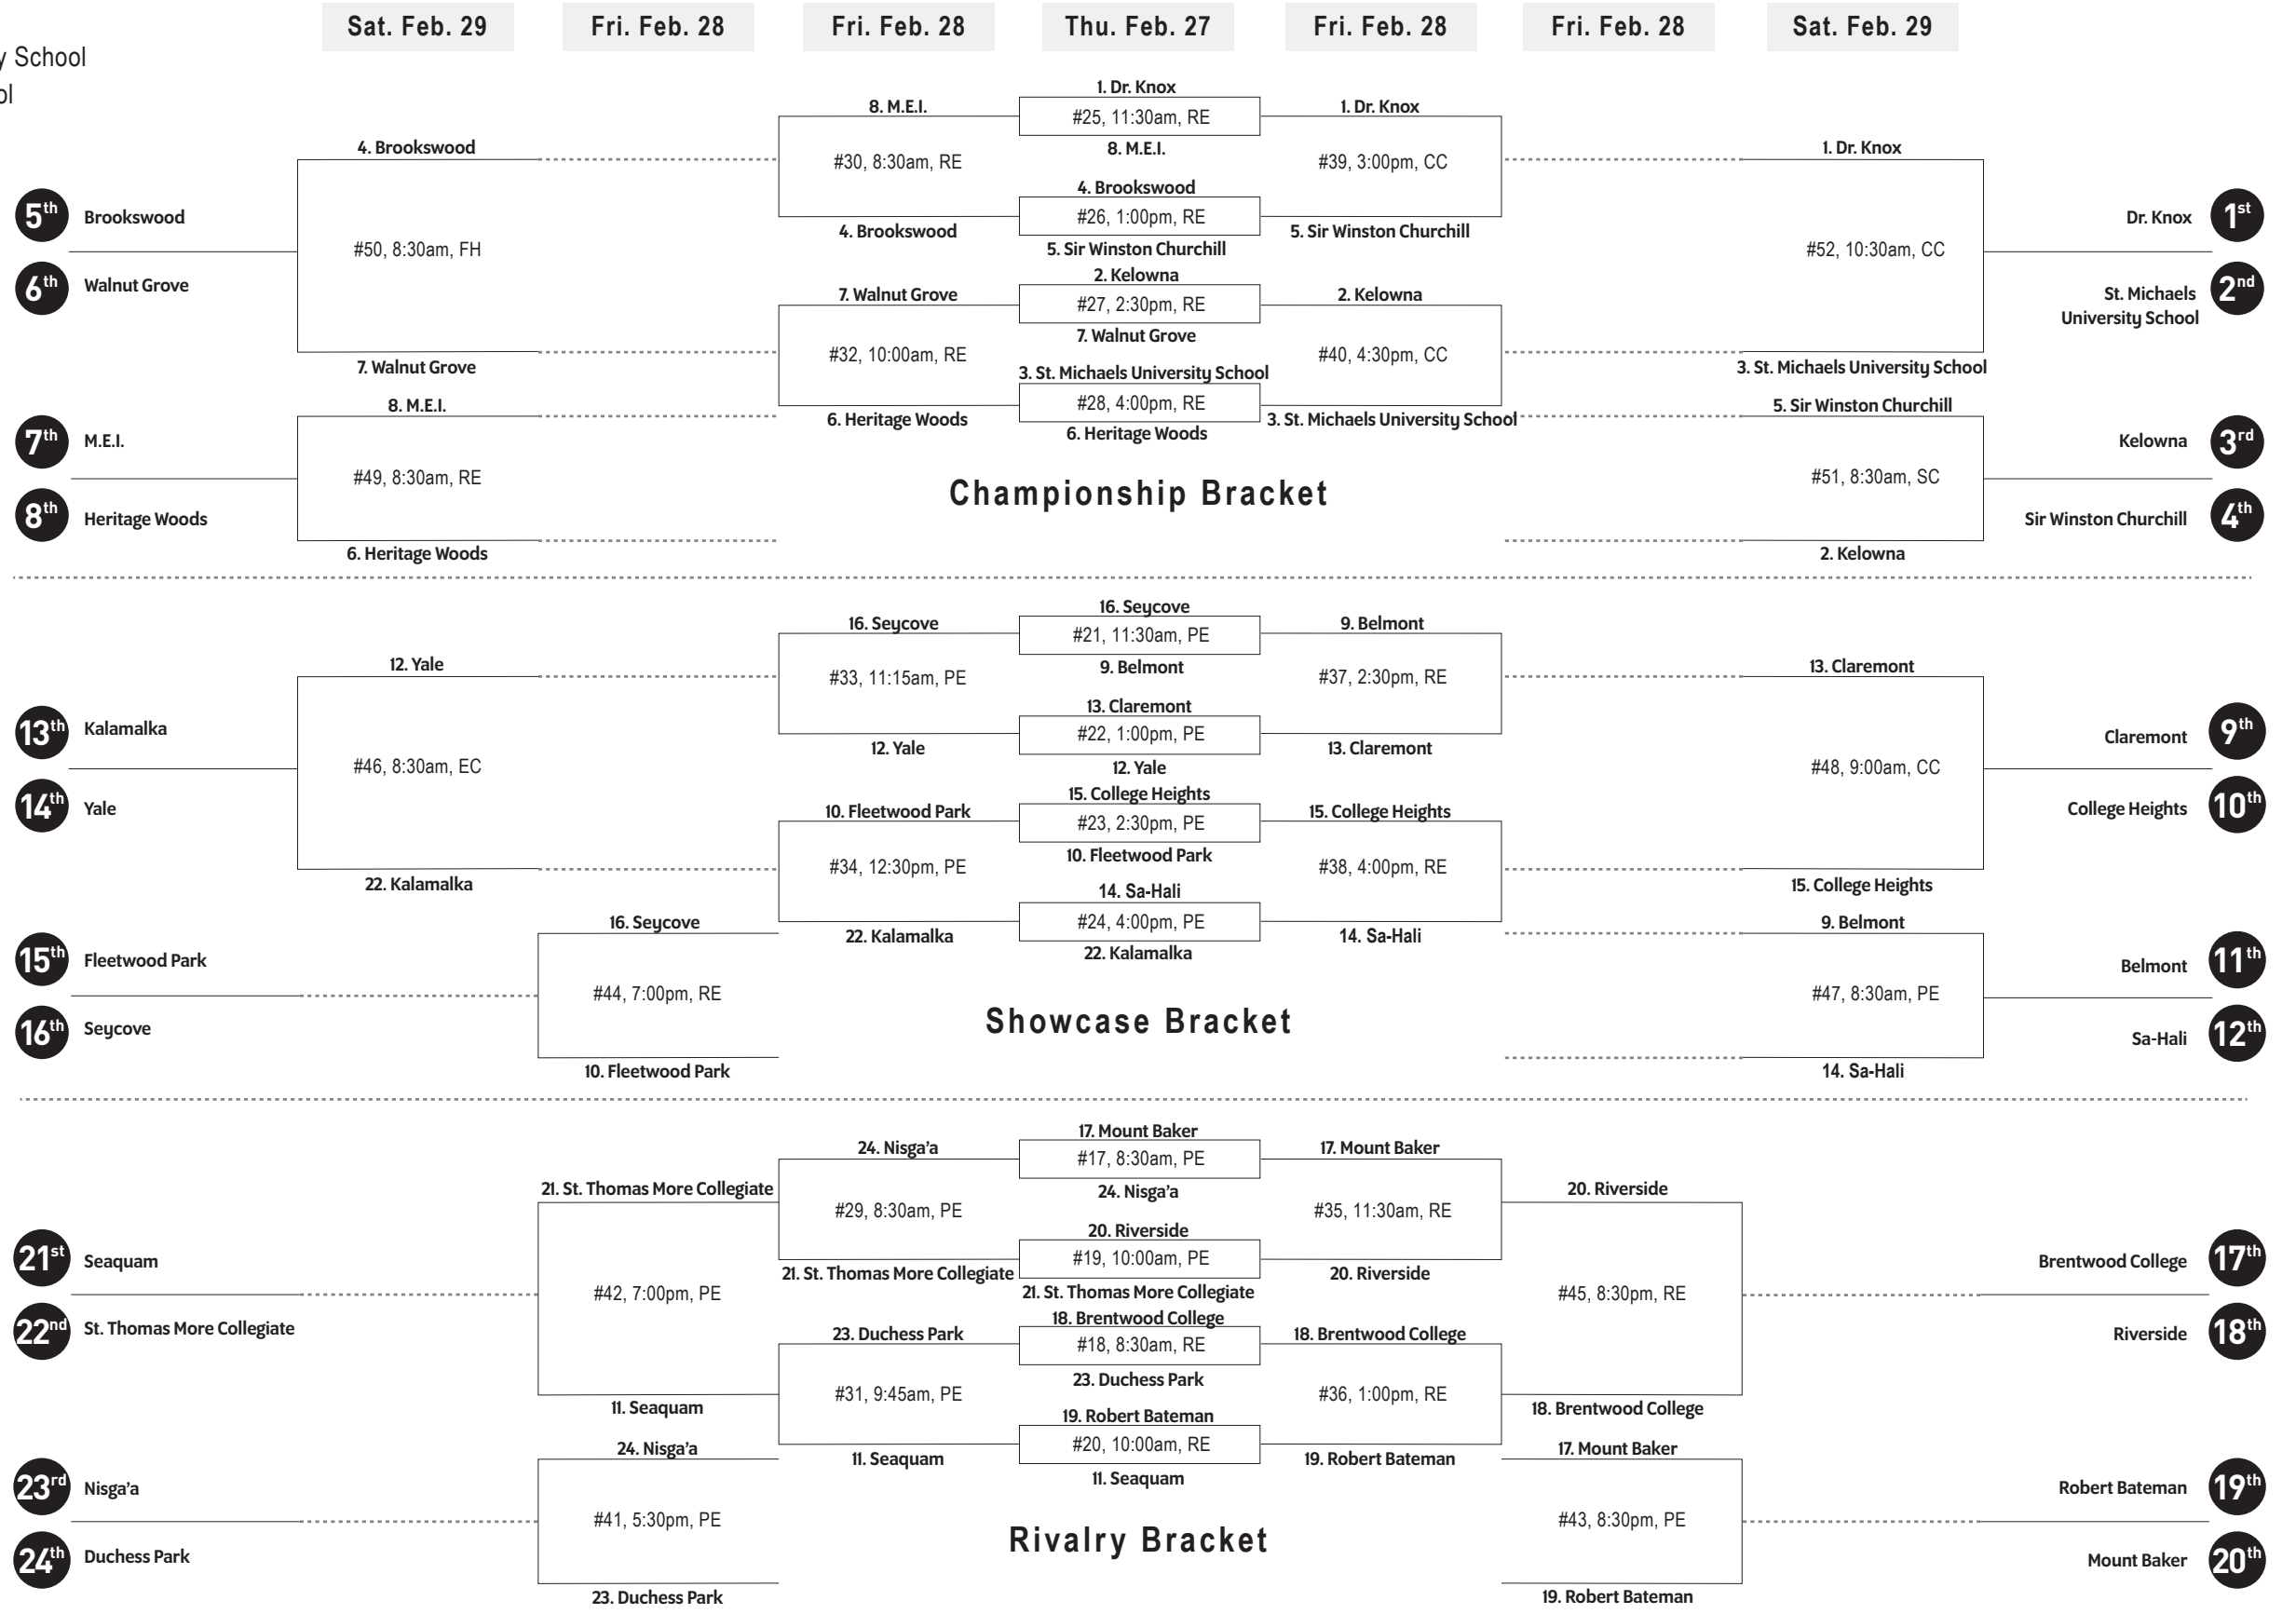 Sat. Feb. 29
Fri. Feb. 28
Fri. Feb. 28
Thu. Feb. 27
Fri. Feb. 28
Fri. Feb. 28
Sat. Feb. 29
School
1. Dr. Knox
#25, 11:30am, RE
8. M.E.I.
4. Brookswood
#26, 1:00pm, RE
5. Sir Winston Churchill
2. Kelowna
#27, 2:30pm, RE
7. Walnut Grove
3. St. Michaels University School
#28, 4:00pm, RE
6. Heritage Woods
8. M.E.I.
#30, 8:30am, RE
4. Brookswood
7. Walnut Grove
#32, 10:00am, RE
6. Heritage Woods
4. Brookswood
#50, 8:30am, FH
7. Walnut Grove
8. M.E.I.
#49, 8:30am, RE
6. Heritage Woods
5th
Brookswood
6th
Walnut Grove
7th
M.E.I.
8th
Heritage Woods
1. Dr. Knox
#39, 3:00pm, CC
5. Sir Winston Churchill
2. Kelowna
#40, 4:30pm, CC
3. St. Michaels University School
1. Dr. Knox
#52, 10:30am, CC
3. St. Michaels University School
5. Sir Winston Churchill
#51, 8:30am, SC
2. Kelowna
Dr. Knox
1st
St. Michaels
University School
2nd
Kelowna
3rd
Sir Winston Churchill
4th
Championship Bracket
16. Seycove
#21, 11:30am, PE
9. Belmont
13. Claremont
#22, 1:00pm, PE
12. Yale
15. College Heights
#23, 2:30pm, PE
10. Fleetwood Park
14. Sa-Hali
#24, 4:00pm, PE
22. Kalamalka
16. Seycove
#33, 11:15am, PE
12. Yale
10. Fleetwood Park
#34, 12:30pm, PE
22. Kalamalka
12. Yale
#46, 8:30am, EC
22. Kalamalka
16. Seycove
#44, 7:00pm, RE
10. Fleetwood Park
13th
Kalamalka
14th
Yale
15th
Fleetwood Park
16th
Seycove
9. Belmont
#37, 2:30pm, RE
13. Claremont
15. College Heights
#38, 4:00pm, RE
14. Sa-Hali
13. Claremont
#48, 9:00am, CC
15. College Heights
9. Belmont
#47, 8:30am, PE
14. Sa-Hali
Claremont
9th
College Heights
10th
Belmont
11th
Sa-Hali
12th
Showcase Bracket
17. Mount Baker
#17, 8:30am, PE
24. Nisga’a
20. Riverside
#19, 10:00am, PE
21. St. Thomas More Collegiate
18. Brentwood College
#18, 8:30am, RE
23. Duchess Park
19. Robert Bateman
#20, 10:00am, RE
11. Seaquam
24. Nisga’a
#29, 8:30am, PE
21. St. Thomas More Collegiate
23. Duchess Park
#31, 9:45am, PE
11. Seaquam
21. St. Thomas More Collegiate
#42, 7:00pm, PE
11. Seaquam
24. Nisga’a
#41, 5:30pm, PE
23. Duchess Park
21st
Seaquam
22nd
St. Thomas More Collegiate
23rd
Nisga’a
24th
Duchess Park
17. Mount Baker
#35, 11:30am, RE
20. Riverside
18. Brentwood College
#36, 1:00pm, RE
19. Robert Bateman
20. Riverside
#45, 8:30pm, RE
18. Brentwood College
17. Mount Baker
#43, 8:30pm, PE
19. Robert Bateman
Brentwood College
17th
Riverside
18th
Robert Bateman
19th
Mount Baker
20th
Rivalry Bracket